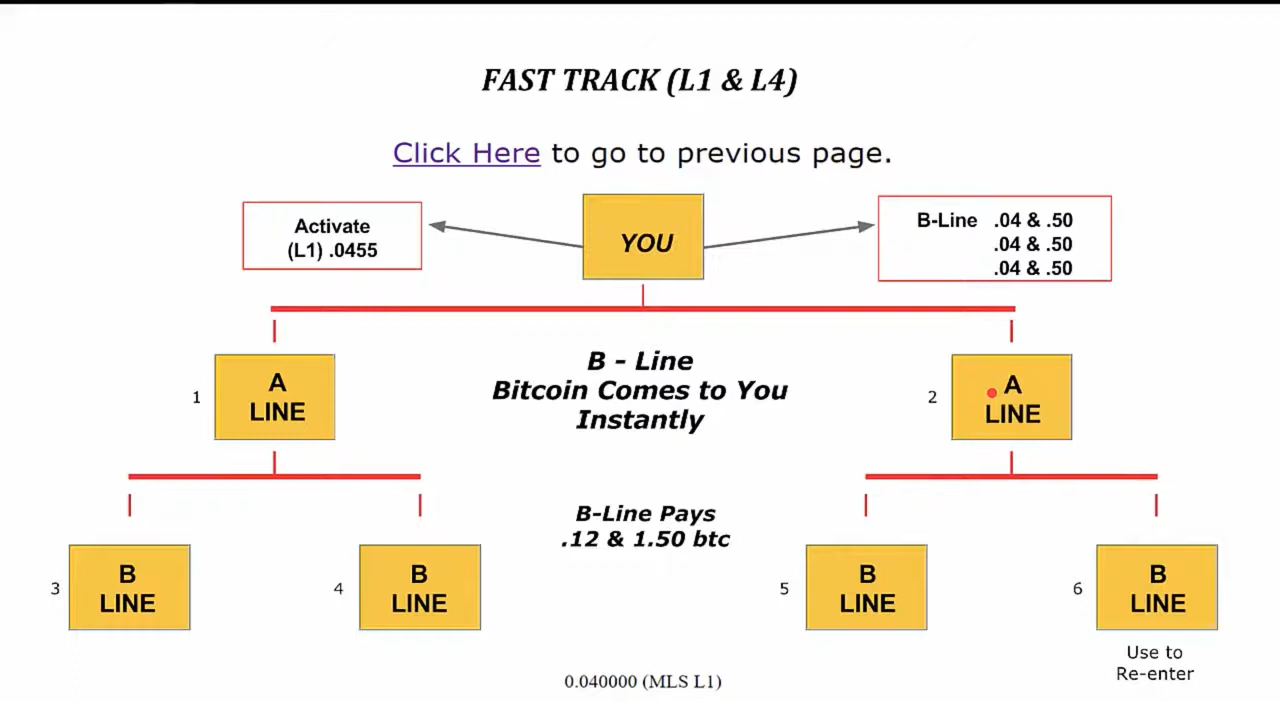 FAST TRACK (L1 & L4)
Click Here to go to previous page.
Activate
(L1) .0455
YOU
B-Line .04 & .50
.04 & .50
.04 & .50
1
A
LINE
B - Line
Bitcoin Comes to You
Instantly
2
A
LINE
B-Line Pays
.12 & 1.50 btc
3
B
LINE
4
B
LINE
5
B
LINE
6
B
LINE
Use to
Re-enter
0.040000 (MLS L1)